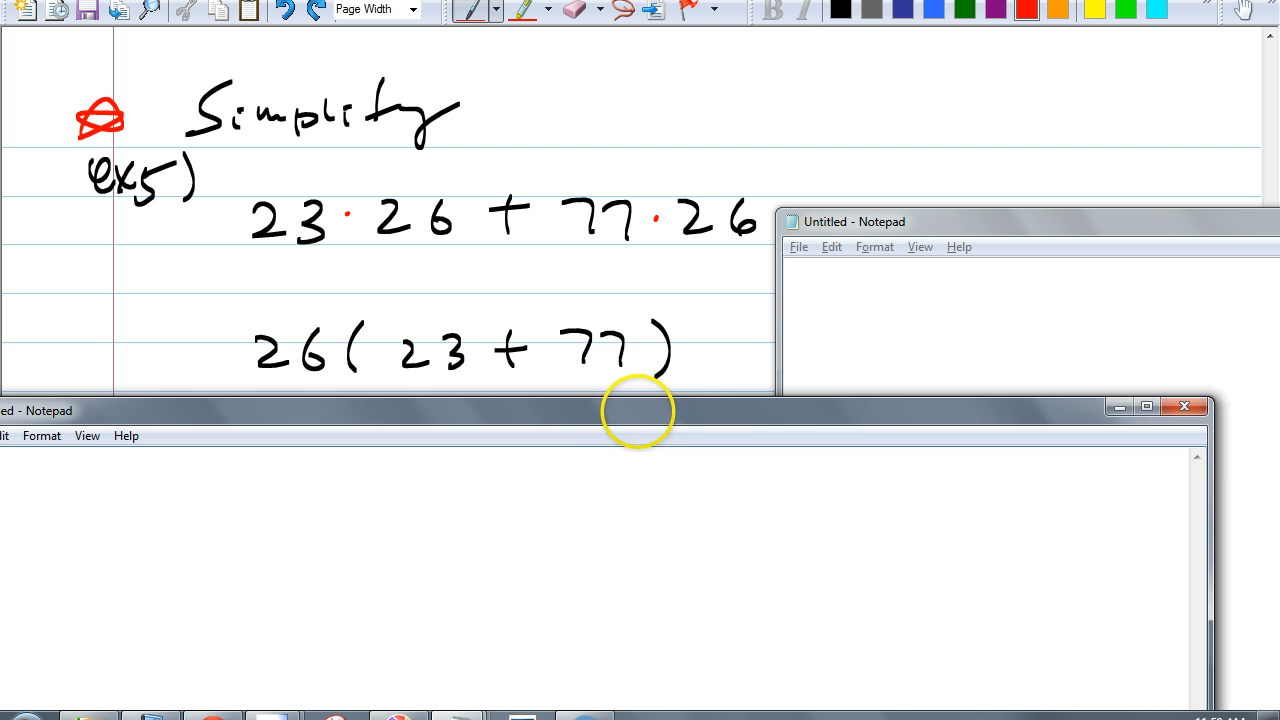 Page Width
B I
Simplify
ex5)
23 · 26 + 77 · 26
Untitled - Notepad
File Edit Format View Help
26 ( 23 + 77 )
ed - Notepad
it Format View Help